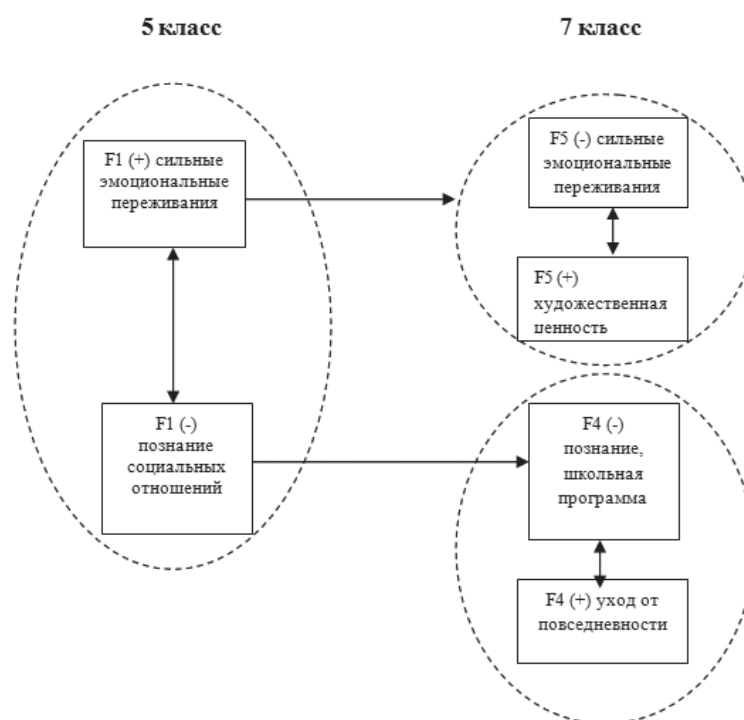 5 класс
7 класс
F1 (+) сильные
эмоциональные
переживания
F5 (-) сильные
эмоциональные
переживания
F5 (+)
художественная
ценность
F1 (-)
познание
социальных
отношений
F4 (-)
познание,
школьная
программа
F4 (+) уход от
повседневности